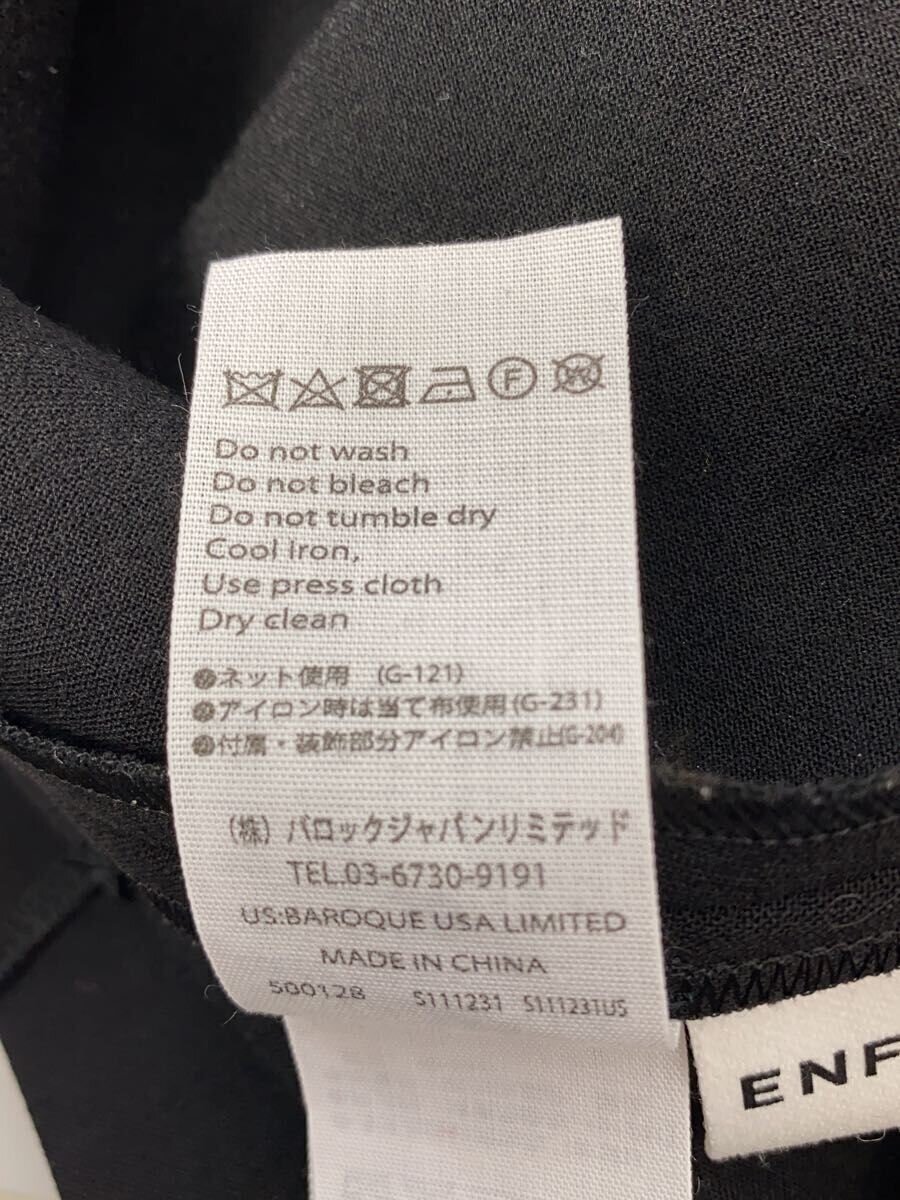 F
W
Do not wash
Do not bleach
Do not tumble dry
Cool iron,
Use press cloth
Dry clean
ネット使用 (G-121)
アイロン時は当て布使用(G-231)
付属・装飾部分アイロン禁止(G-204)
(株) バロックジャパンリミテッド
TEL.03-6730-9191
US:BAROQUE USA LIMITED
MADE IN CHINA
500128 S111231 S111231US
ENF